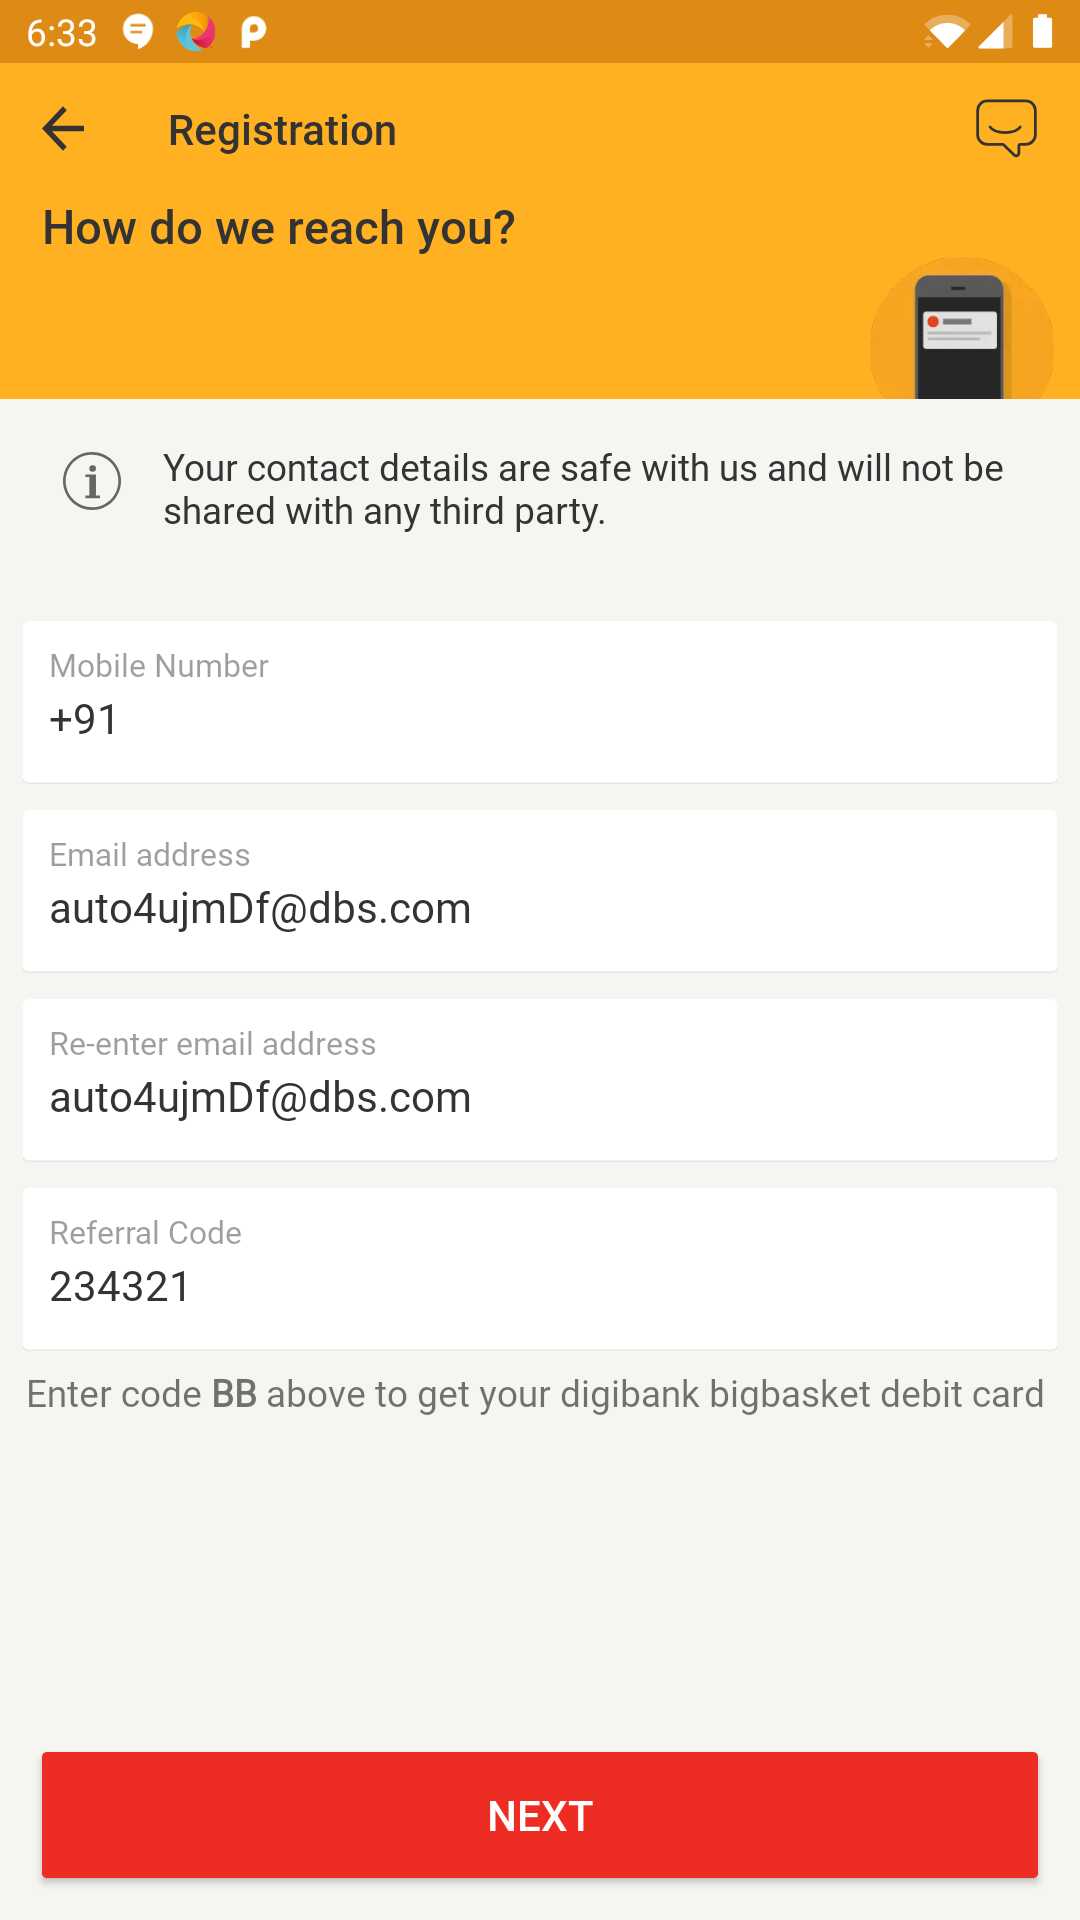 6:33
Registration
How do we reach you?
Your contact details are safe with us and will not be
shared with any third party.
Mobile Number
+91
Email address
auto4ujmDf@dbs.com
Re-enter email address
auto4ujmDf@dbs.com
Referral Code
234321
Enter code BB above to get your digibank bigbasket debit card
NEXT